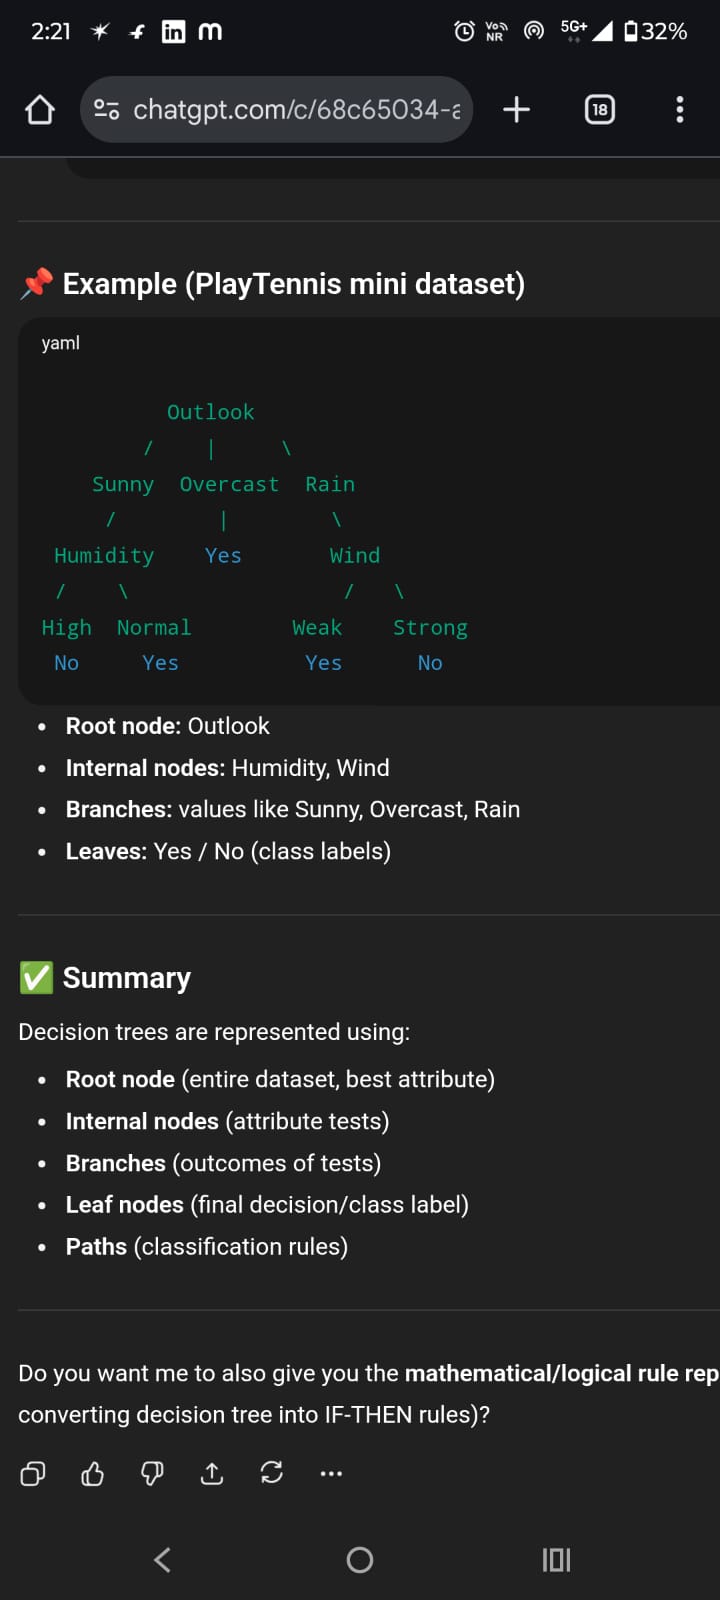 2:21 in m Vo NR 5G+ 32%
chatgpt.com/c/68c65034-a 18
Example (PlayTennis mini dataset)
yaml
Outlook
/ | \
Sunny Overcast Rain
/ | \
Humidity Yes Wind
/ \ / \
High Normal Weak Strong
No Yes Yes No
• Root node: Outlook
• Internal nodes: Humidity, Wind
• Branches: values like Sunny, Overcast, Rain
• Leaves: Yes / No (class labels)
Summary
Decision trees are represented using:
• Root node (entire dataset, best attribute)
• Internal nodes (attribute tests)
• Branches (outcomes of tests)
• Leaf nodes (final decision/class label)
• Paths (classification rules)
Do you want me to also give you the mathematical/logical rule rep
converting decision tree into IF-THEN rules)?